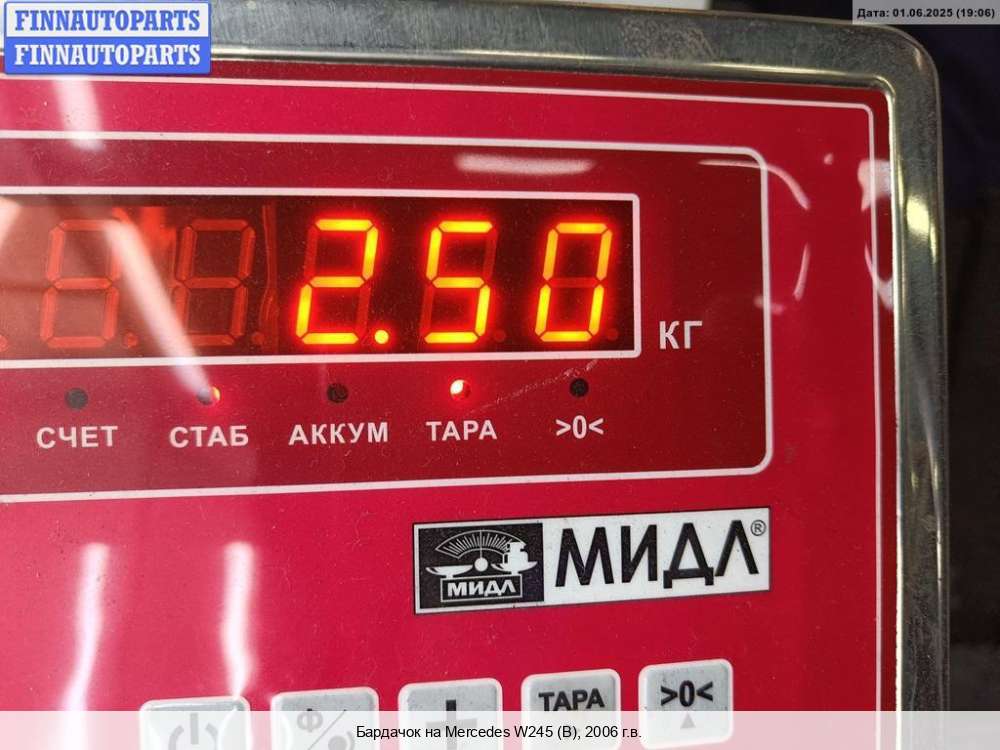 FINNAUTOPARTS
FINNAUTOPARTS
Дата: 01.06.2025 (19:06)
2.50
КГ
СЧЕТ СТАБ АККУМ ТАРА >0<
МИДЛ МИДЛ®
Ф
+ ТАРА >0<
Бардачок на Mercedes W245 (B), 2006 г.в.